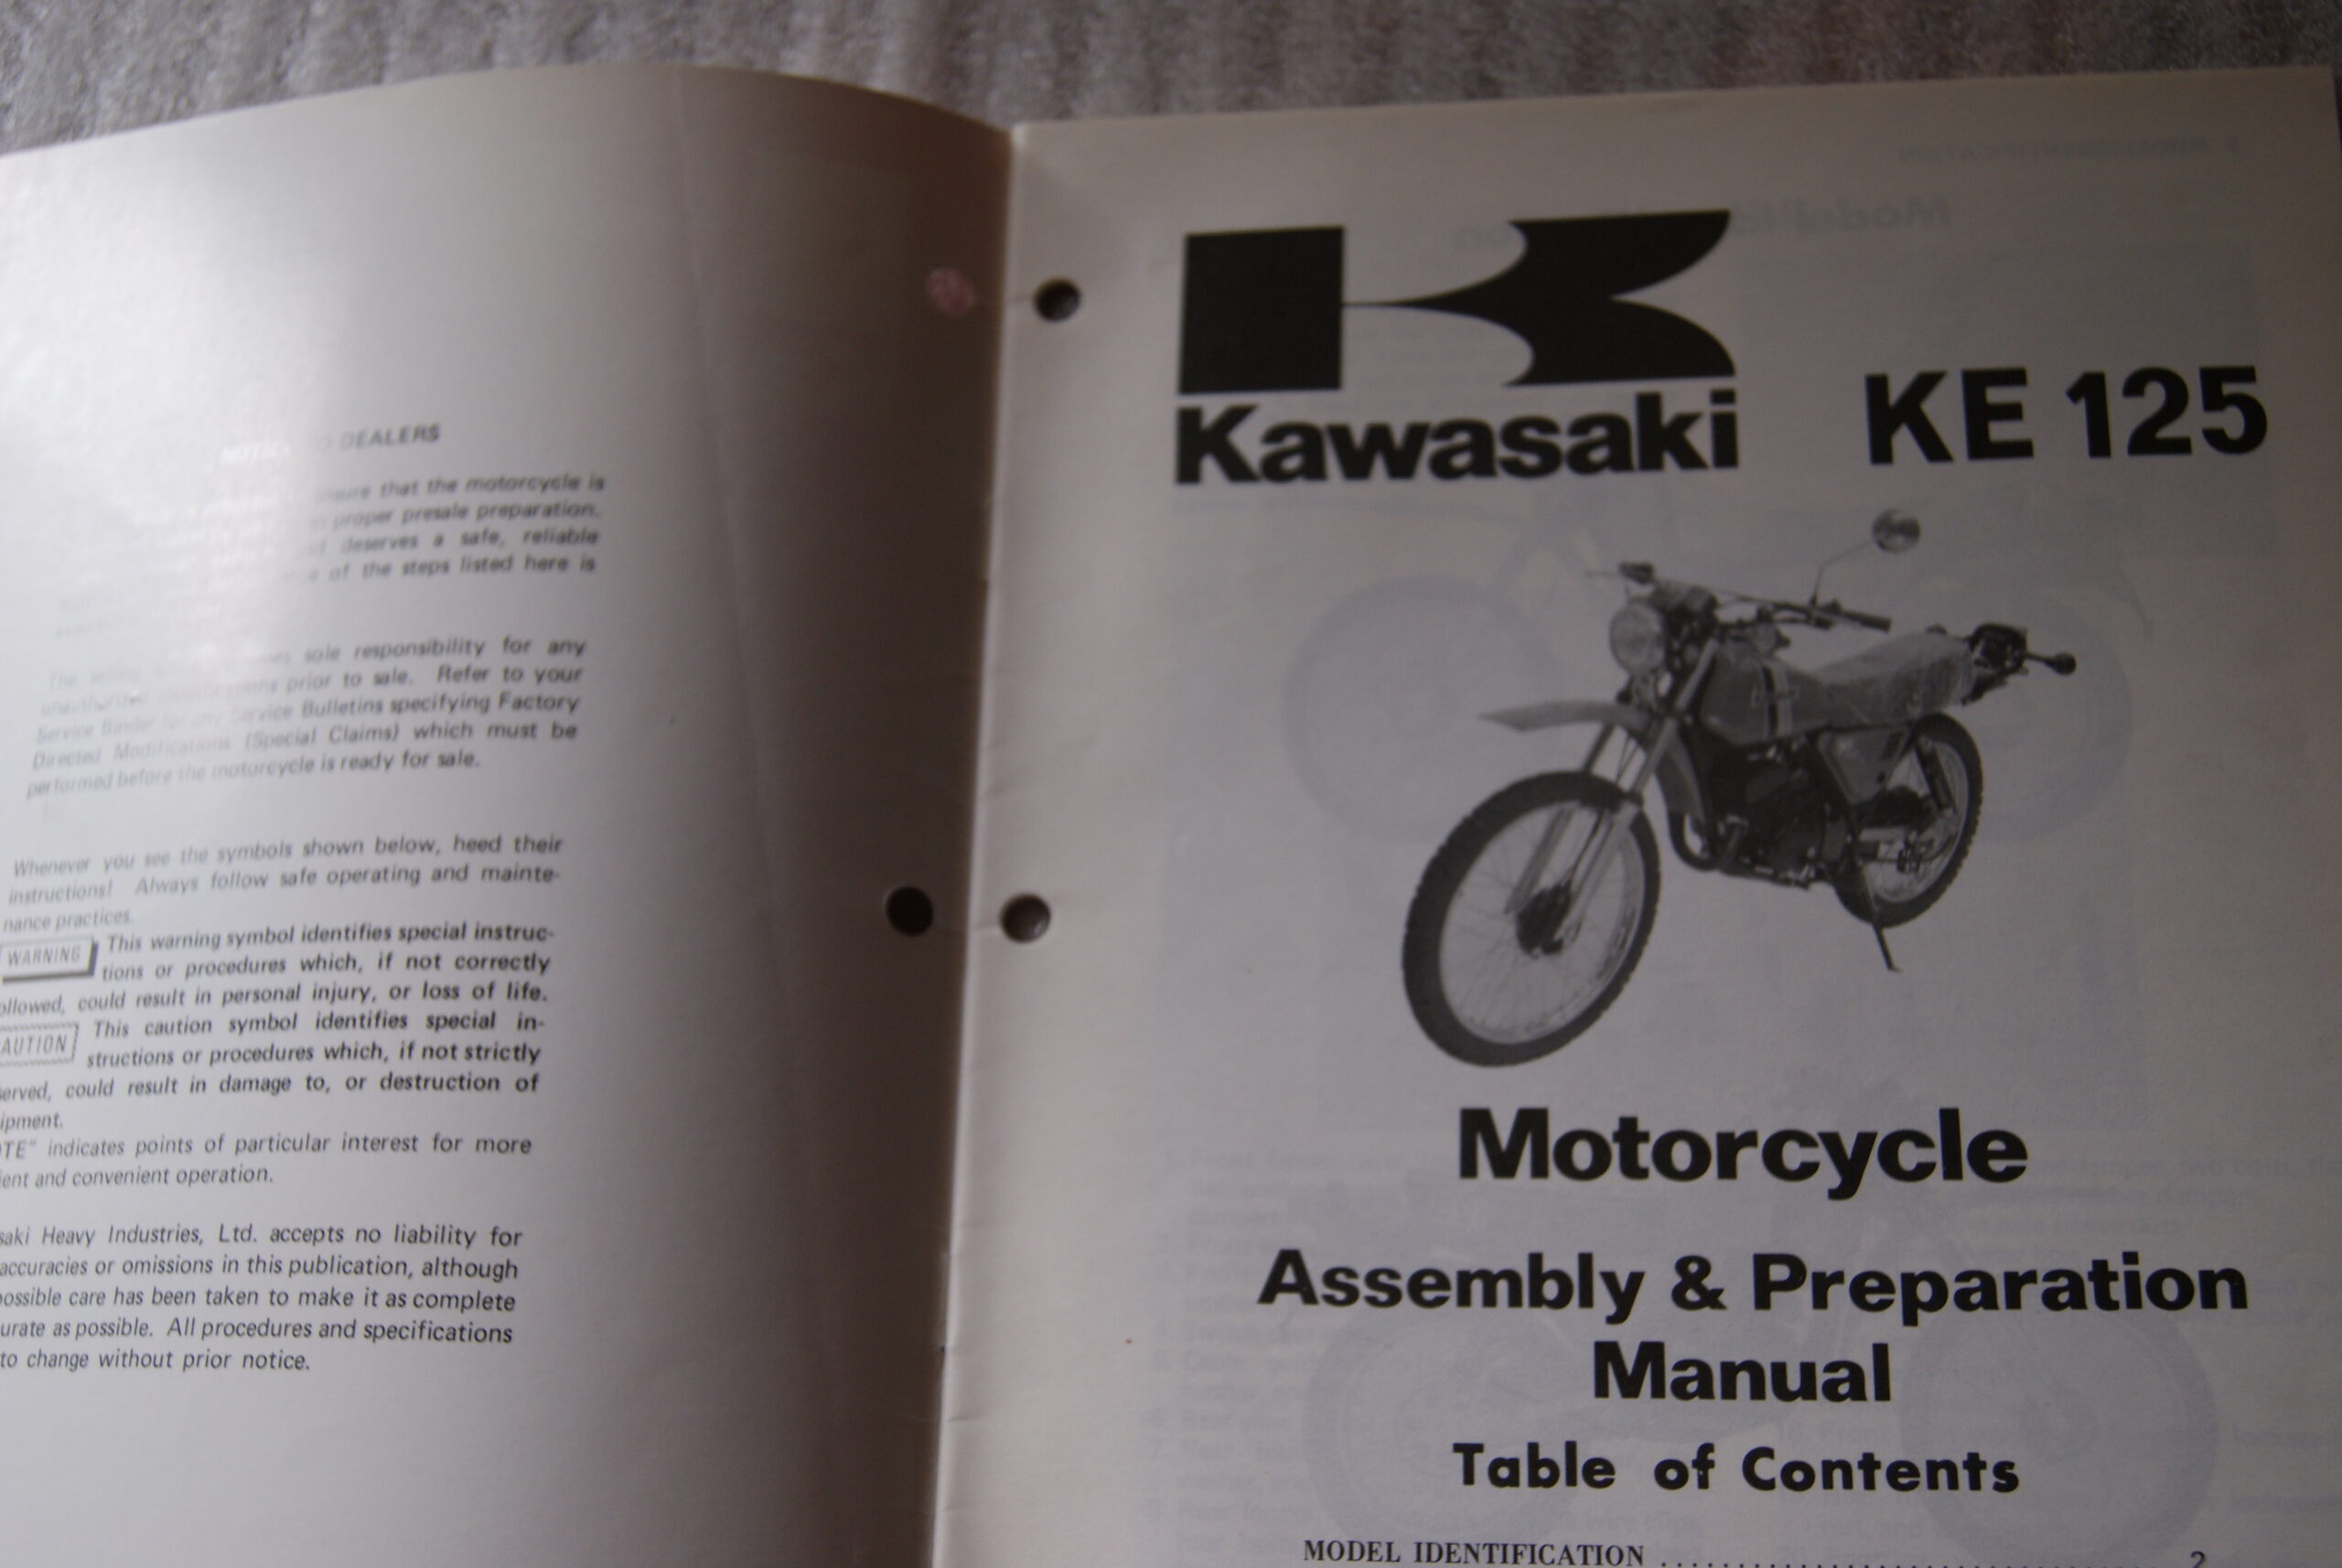 DEALERS
that the motorcycle is
proper presale preparation.
deserves a safe, reliable
of the steps listed here is
The sole responsibility for any
prior to sale. Refer to your
Service Bulletins specifying Factory
Directed Modifications (Special Claims) which must be
performed before the motorcycle is ready for sale.
Whenever you see the symbols shown below, heed their
instructions! Always follow safe operating and mainte-
nance practices.
WARNING This warning symbol identifies special instruc-
tions or procedures which, if not correctly
ollowed, could result in personal injury, or loss of life.
AUTION This caution symbol identifies special in-
structions or procedures which, if not strictly
served, could result in damage to, or destruction of
ipment.
OTE" indicates points of particular interest for more
ient and convenient operation.
saki Heavy Industries, Ltd. accepts no liability for
accuracies or omissions in this publication, although
possible care has been taken to make it as complete
urate as possible. All procedures and specifications
to change without prior notice.
Kawasaki KE 125
Motorcycle
Assembly & Preparation
Manual
Table of Contents
MODEL IDENTIFICATION .................................... 2